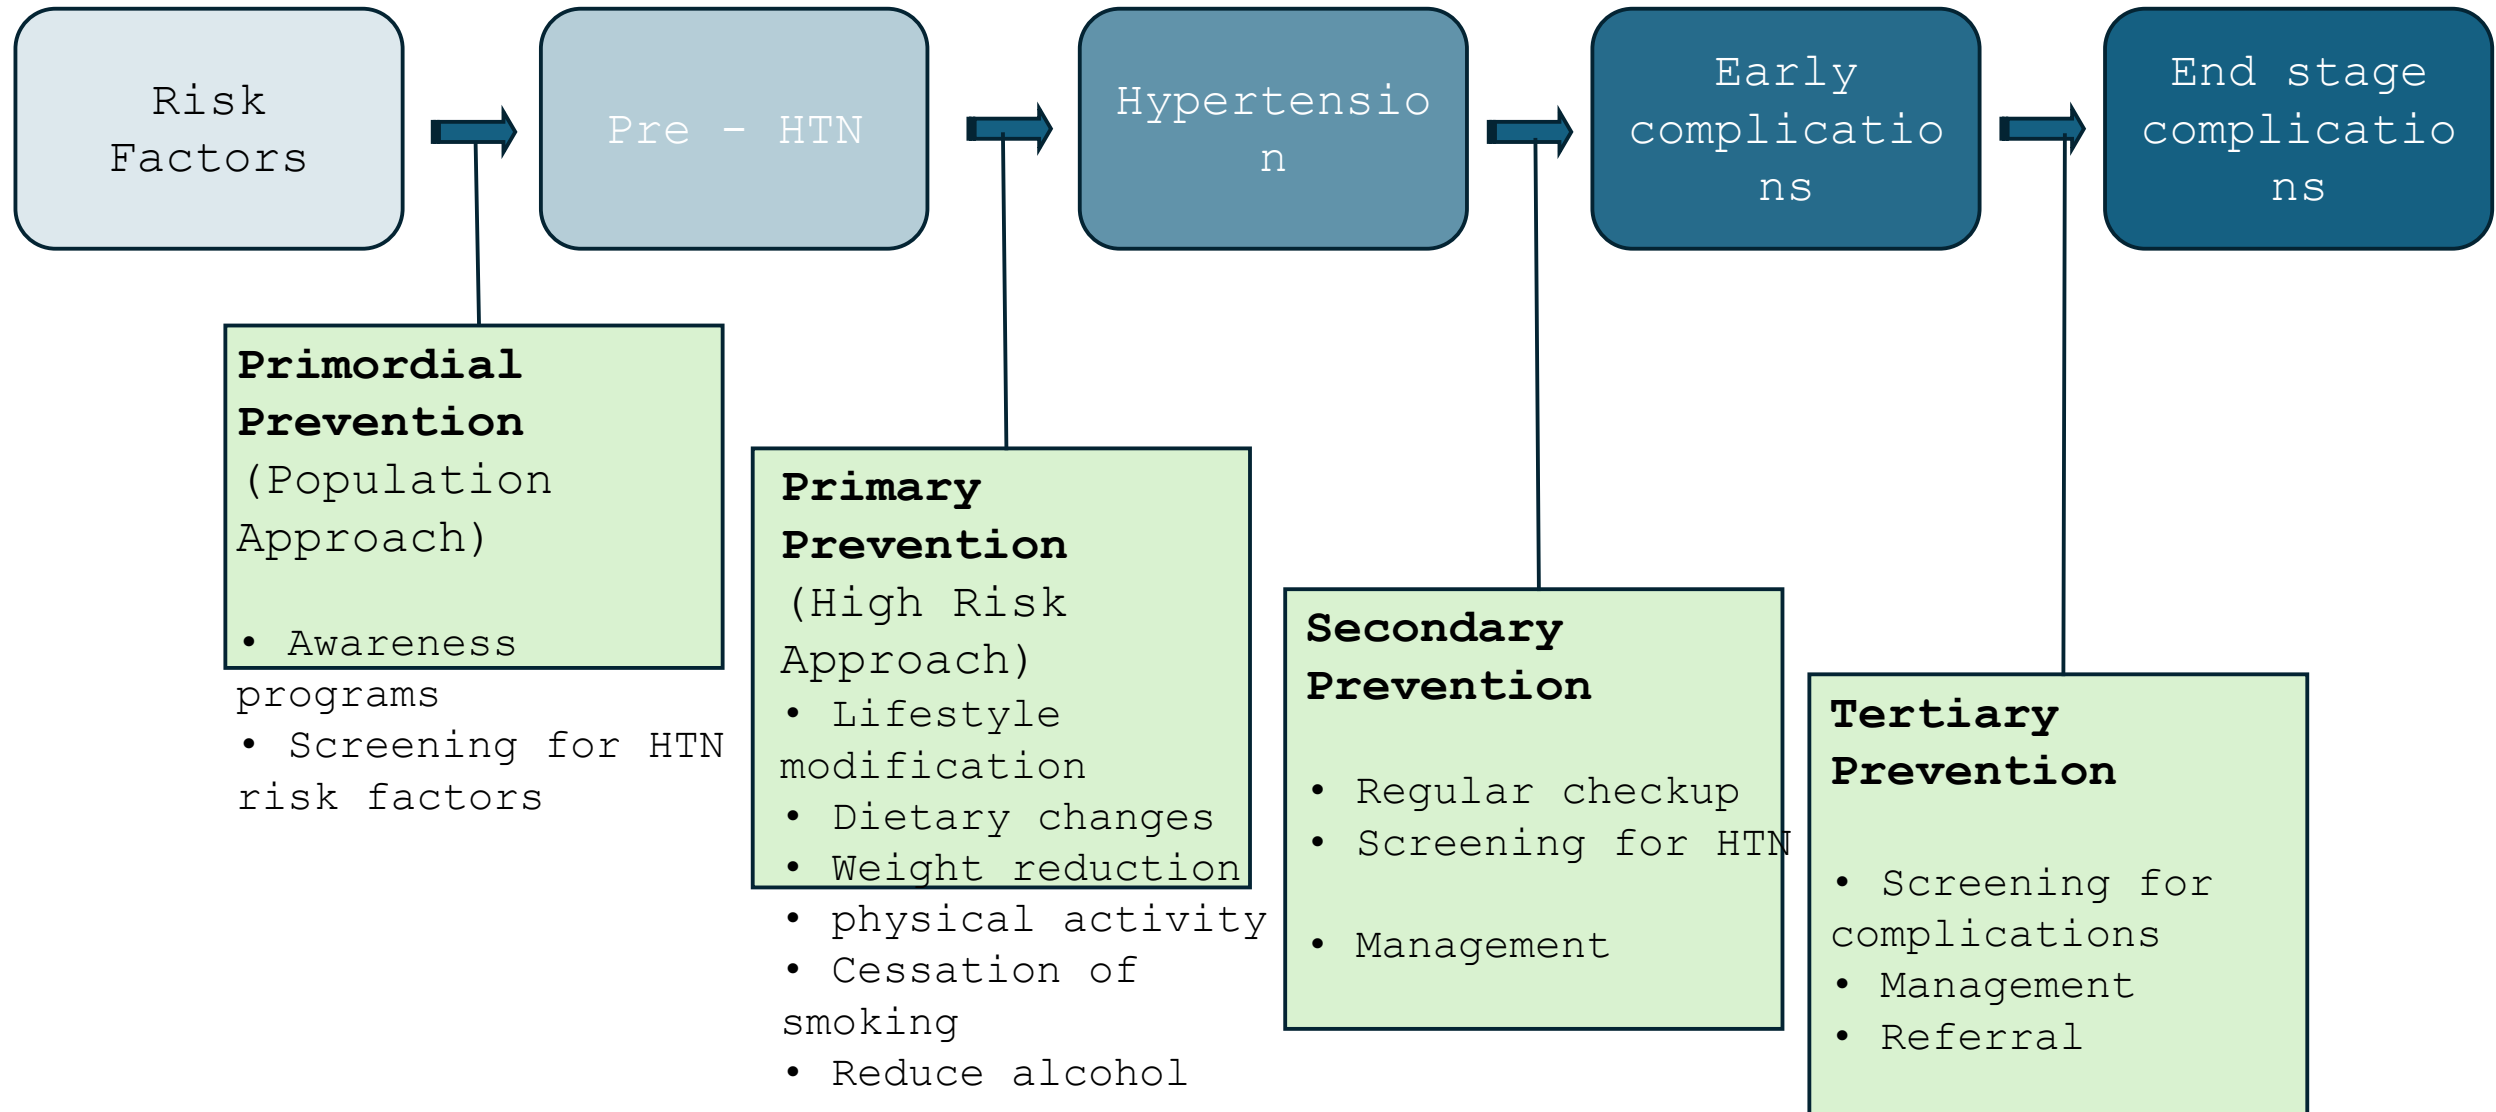 Risk
Factors
Pre - HTN
Hypertensio
n
Early
complicatio
ns
End stage
complicatio
ns
Primordial
Prevention
(Population
Approach)
• Awareness
programs
• Screening for HTN
risk factors
Primary
Prevention
(High Risk
Approach)
• Lifestyle
modification
• Dietary changes
• Weight reduction
• physical activity
• Cessation of
smoking
• Reduce alcohol
Secondary
Prevention
• Regular checkup
• Screening for HTN
• Management
Tertiary
Prevention
• Screening for
complications
• Management
• Referral